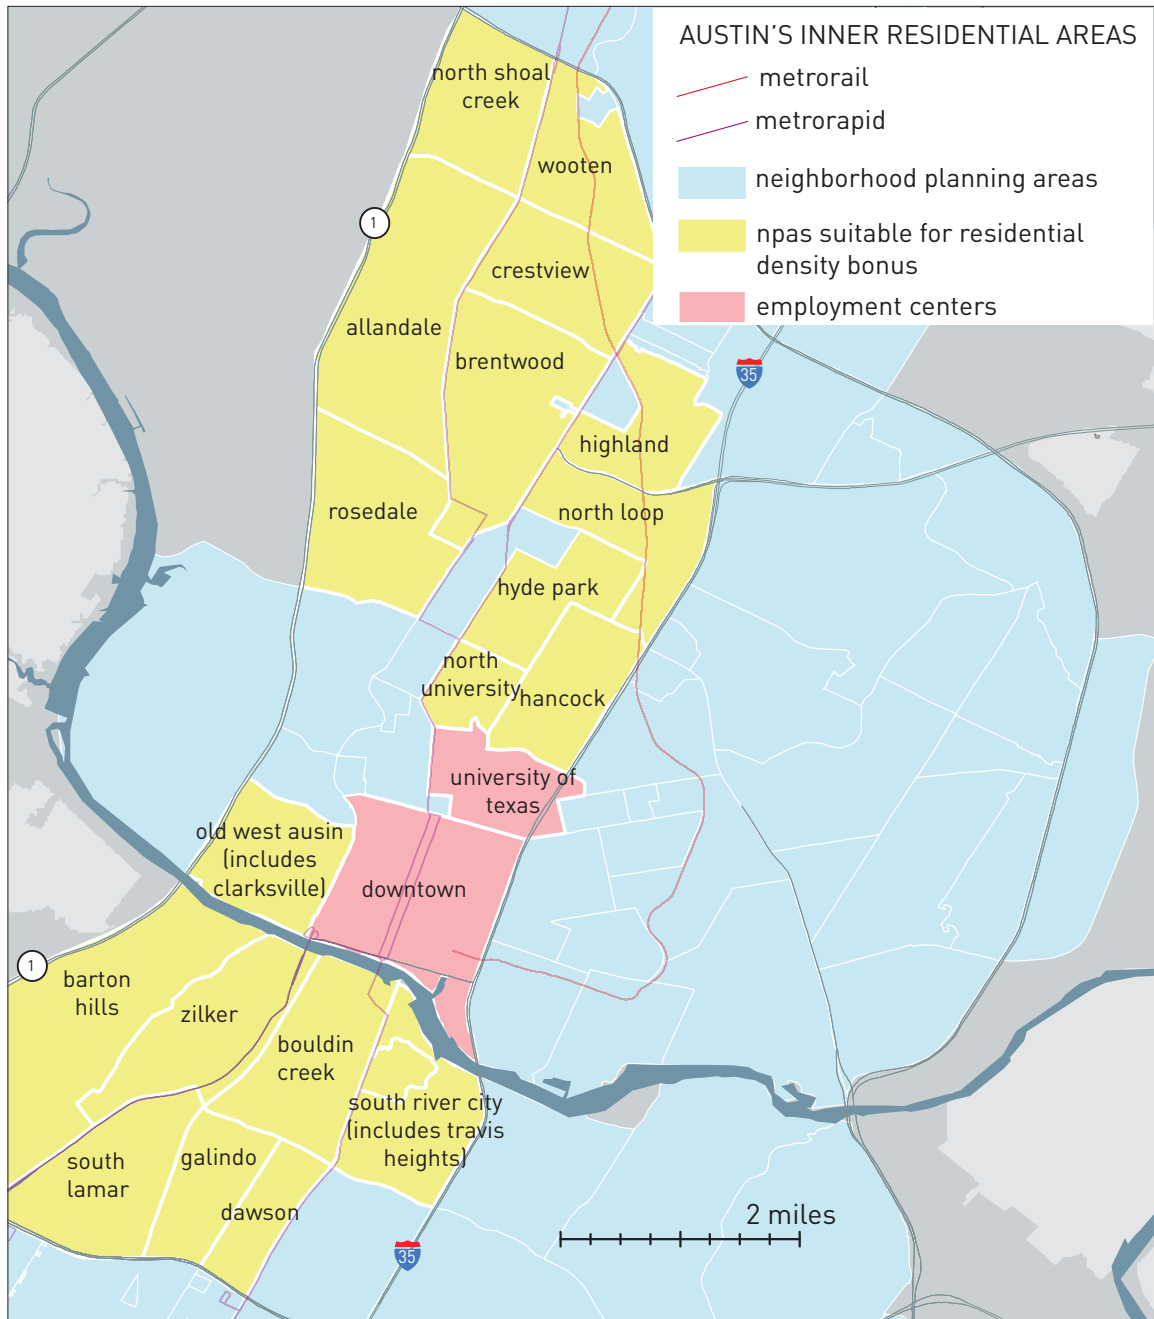 AUSTIN’S INNER RESIDENTIAL AREAS
metrorail
metrorapid
neighborhood planning areas
npas suitable for residential
density bonus
employment centers
north shoal
creek
wooten
1
crestview
allandale
brentwood
35
highland
rosedale
north loop
hyde park
north
university
hancock
university of
texas
old west ausin
(includes
clarksville)
downtown
1
barton
hills
zilker
bouldin
creek
south river city
(includes travis
heights)
south
lamar
galindo
dawson
2 miles
35